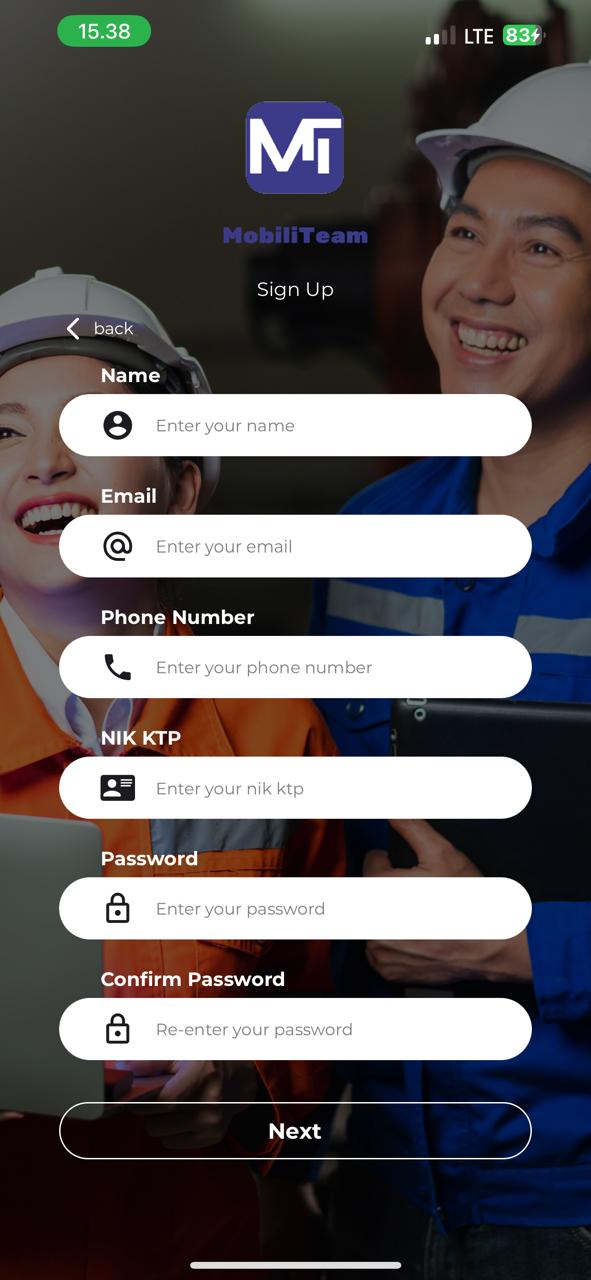 15.38
LTE 83
MT
MobiliTeam
Sign Up
back
Name
Enter your name
Email
Enter your email
Phone Number
Enter your phone number
NIK KTP
Enter your nik ktp
Password
Enter your password
Confirm Password
Re-enter your password
Next